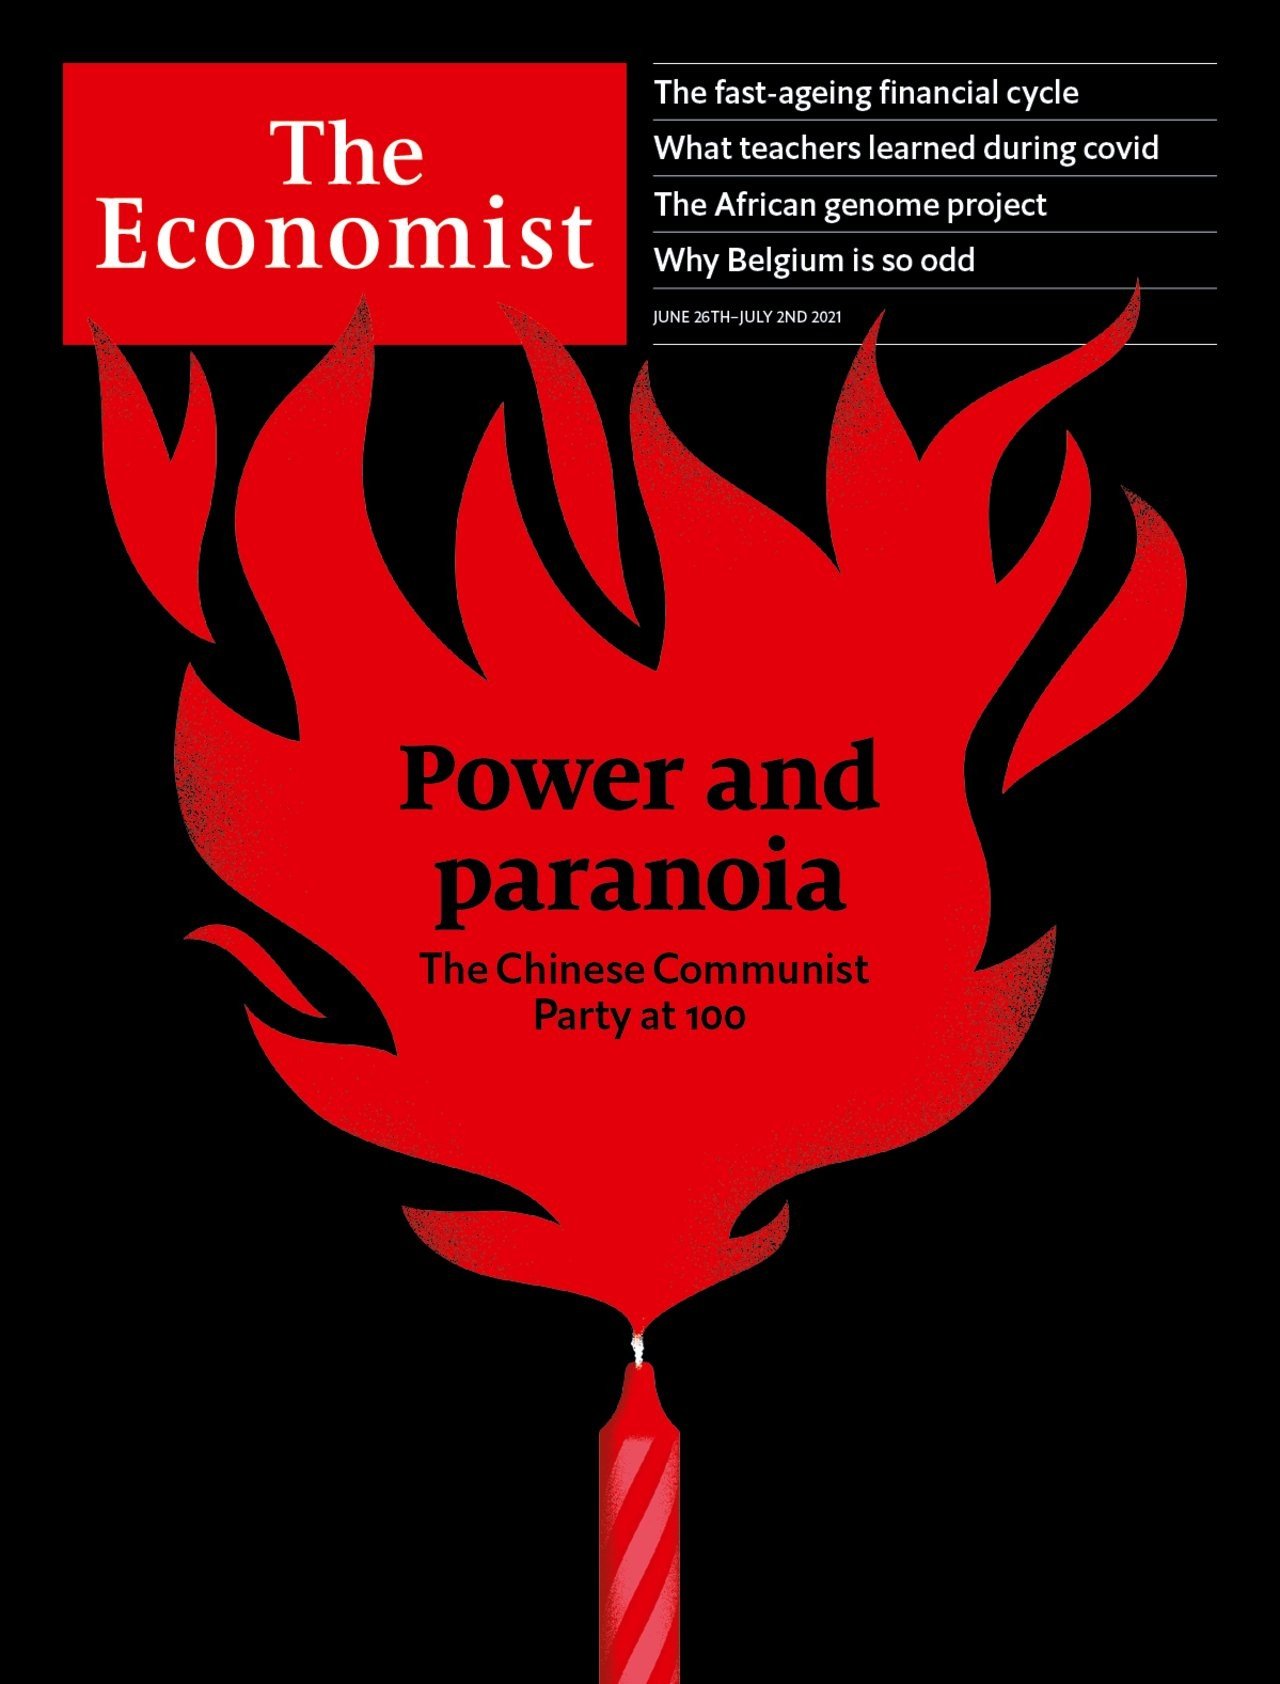 The
Economist
The fast-ageing financial cycle
What teachers learned during covid
The African genome project
Why Belgium is so odd
JUNE 26TH–JULY 2ND 2021
Power and
paranoia
The Chinese Communist
Party at 100